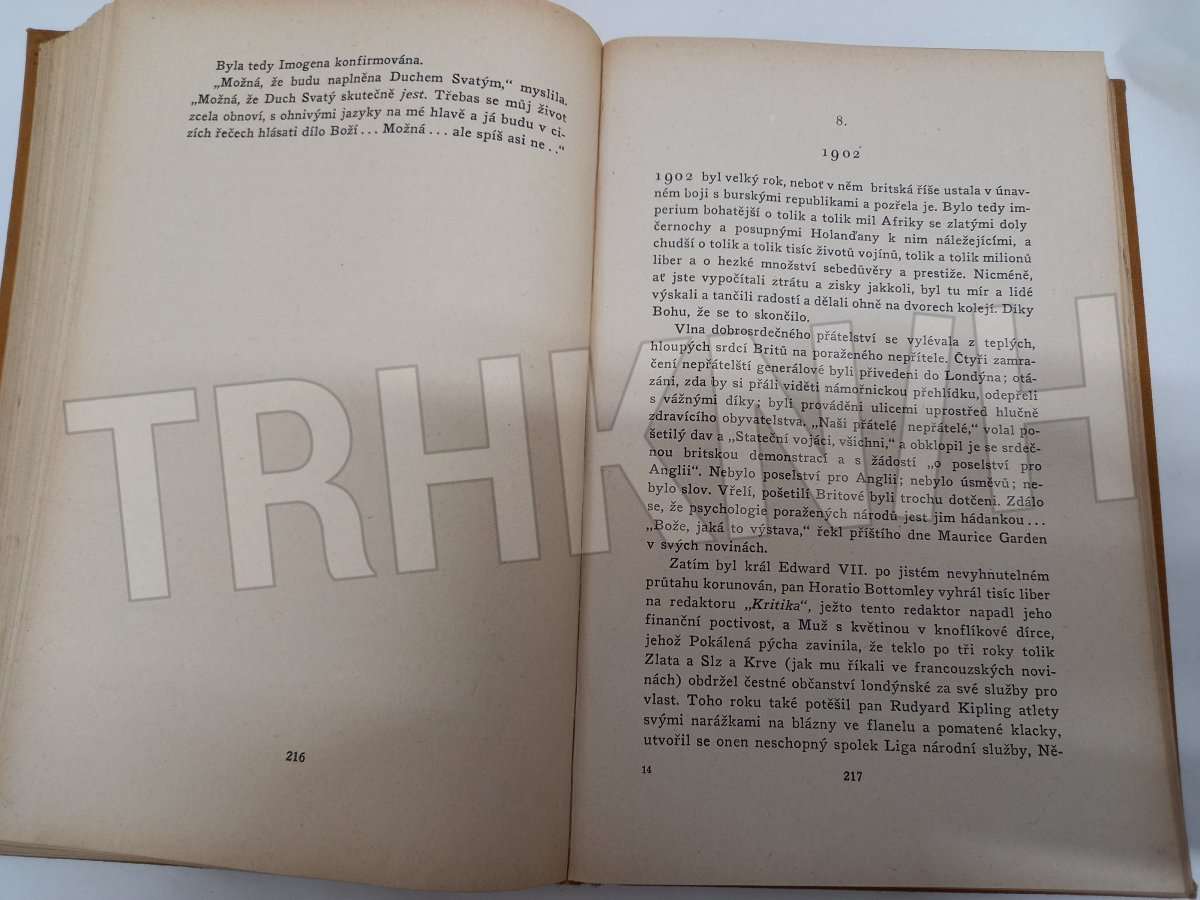 Byla tedy Imogena konfirmována.
„Možná, že budu naplněna Duchem Svatým,“ myslila.
„Možná, že Duch Svatý skutečně jest. Třebas se můj život
zcela obnoví, s ohnivými jazyky na mé hlavě a já budu v ci-
zích řečech hlásati dílo Boží... Možná... ale spíš asi ne..“
216
8.
1902
1902 byl velký rok, neboť v něm britská říše ustala v únav-
ném boji s burskými republikami a pozřela je. Bylo tedy im-
perium bohatější o tolik a tolik mil Afriky se zlatými doly
černochy a posupnými Holanďany k nim náležejícími, a
chudší o tolik a tolik tisíc životů vojínů, tolik a tolik milionů
liber a o hezké množství sebedůvěry a prestiže. Nicméně,
ať jste vypočítali ztrátu a zisky jakkoli, byl tu mír a lidé
výskali a tančili radostí a dělali ohně na dvorech kolejí. Díky
Bohu, že se to skončilo.
Vlna dobrosrdečného přátelství se vylévala z teplých,
hloupých srdcí Britů na poraženého nepřítele. Čtyři zamra-
čení nepřátelští generálové byli přivedeni do Londýna; otá-
záni, zda by si přáli viděti námořnickou přehlídku, odepřeli
s vážnými díky; byli prováděni ulicemi uprostřed hlučně
zdravícího obyvatelstva. „Naši přátelé nepřátelé,“ volal po-
šetilý dav a „Stateční vojáci, všichni,“ a obklopil je se srdeč-
nou britskou demonstrací a s žádostí „o poselství pro
Anglii“. Nebylo poselství pro Anglii; nebylo úsměvů; ne-
bylo slov. Vřelí, pošetilí Britové byli trochu dotčeni. Zdálo
se, že psychologie poražených národů jest jim hádankou...
„Bože, jaká to výstava,“ řekl příštího dne Maurice Garden
v svých novinách.
Zatím byl král Edward VII. po jistém nevyhnutelném
průtahu korunován, pan Horatio Bottomley vyhrál tisíc liber
na redaktoru „Kritika“, ježto tento redaktor napadl jeho
finanční poctivost, a Muž s květinou v knoflíkové dírce,
jehož Pokálená pýcha zavinila, že teklo po tři roky tolik
Zlata a Slz a Krve (jak mu říkali ve francouzských novi-
nách) obdržel čestné občanství londýnské za své služby pro
vlast. Toho roku také potěšil pan Rudyard Kipling atlety
svými narážkami na blázny ve flanelu a pomatené klacky,
utvořil se onen neschopný spolek Liga národní služby, Ně-
14
217
TRHKNIH